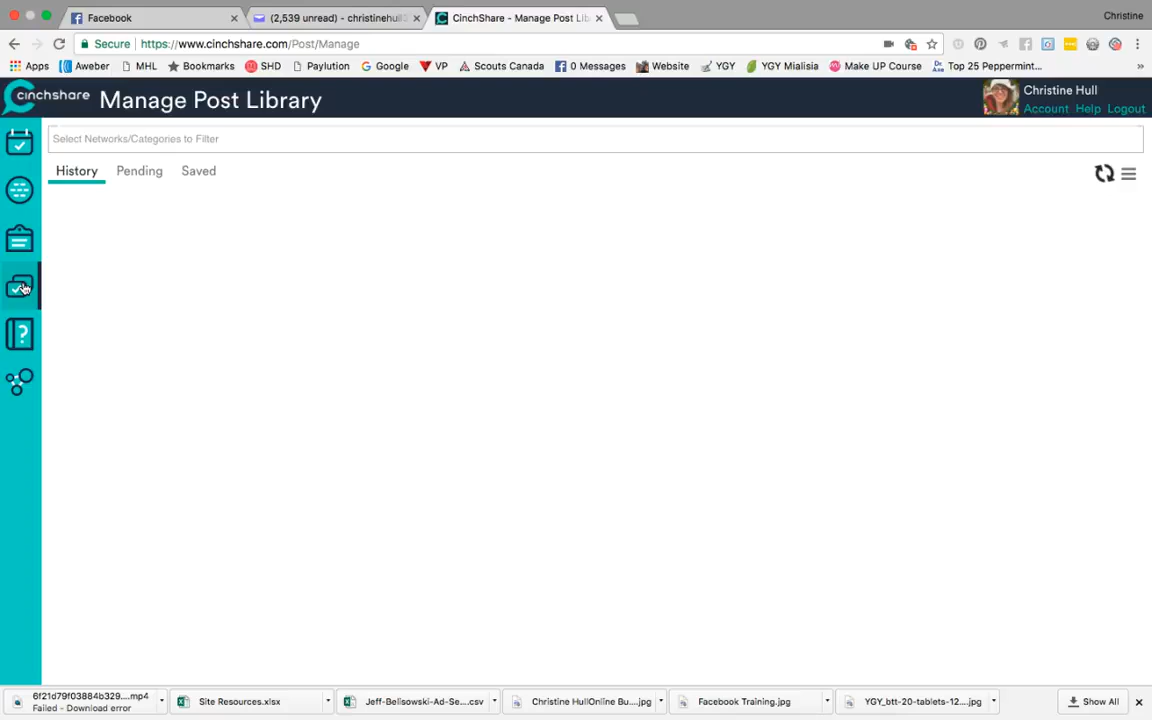 Facebook
(2,539 unread) - christinehull3
CinchShare - Manage Post Lib
Christine
Secure
https://www.cinchshare.com/Post/Manage
Apps
Aweber
MHL
Bookmarks
SHD
Paylution
Google
VP
Scouts Canada
0 Messages
Website
YGY
YGY Mialisia
Make UP Course
Top 25 Peppermint...
»
cinchshare
Manage Post Library
Christine Hull
Account Help Logout
Select Networks/Categories to Filter
History
Pending
Saved
6f21d79f03884b329....mp4
Failed - Download error
Site Resources.xlsx
Jeff-Belisowski-Ad-Se....csv
Christine HullOnline Bu....jpg
Facebook Training.jpg
YGY_btt-20-tablets-12....jpg
Show All